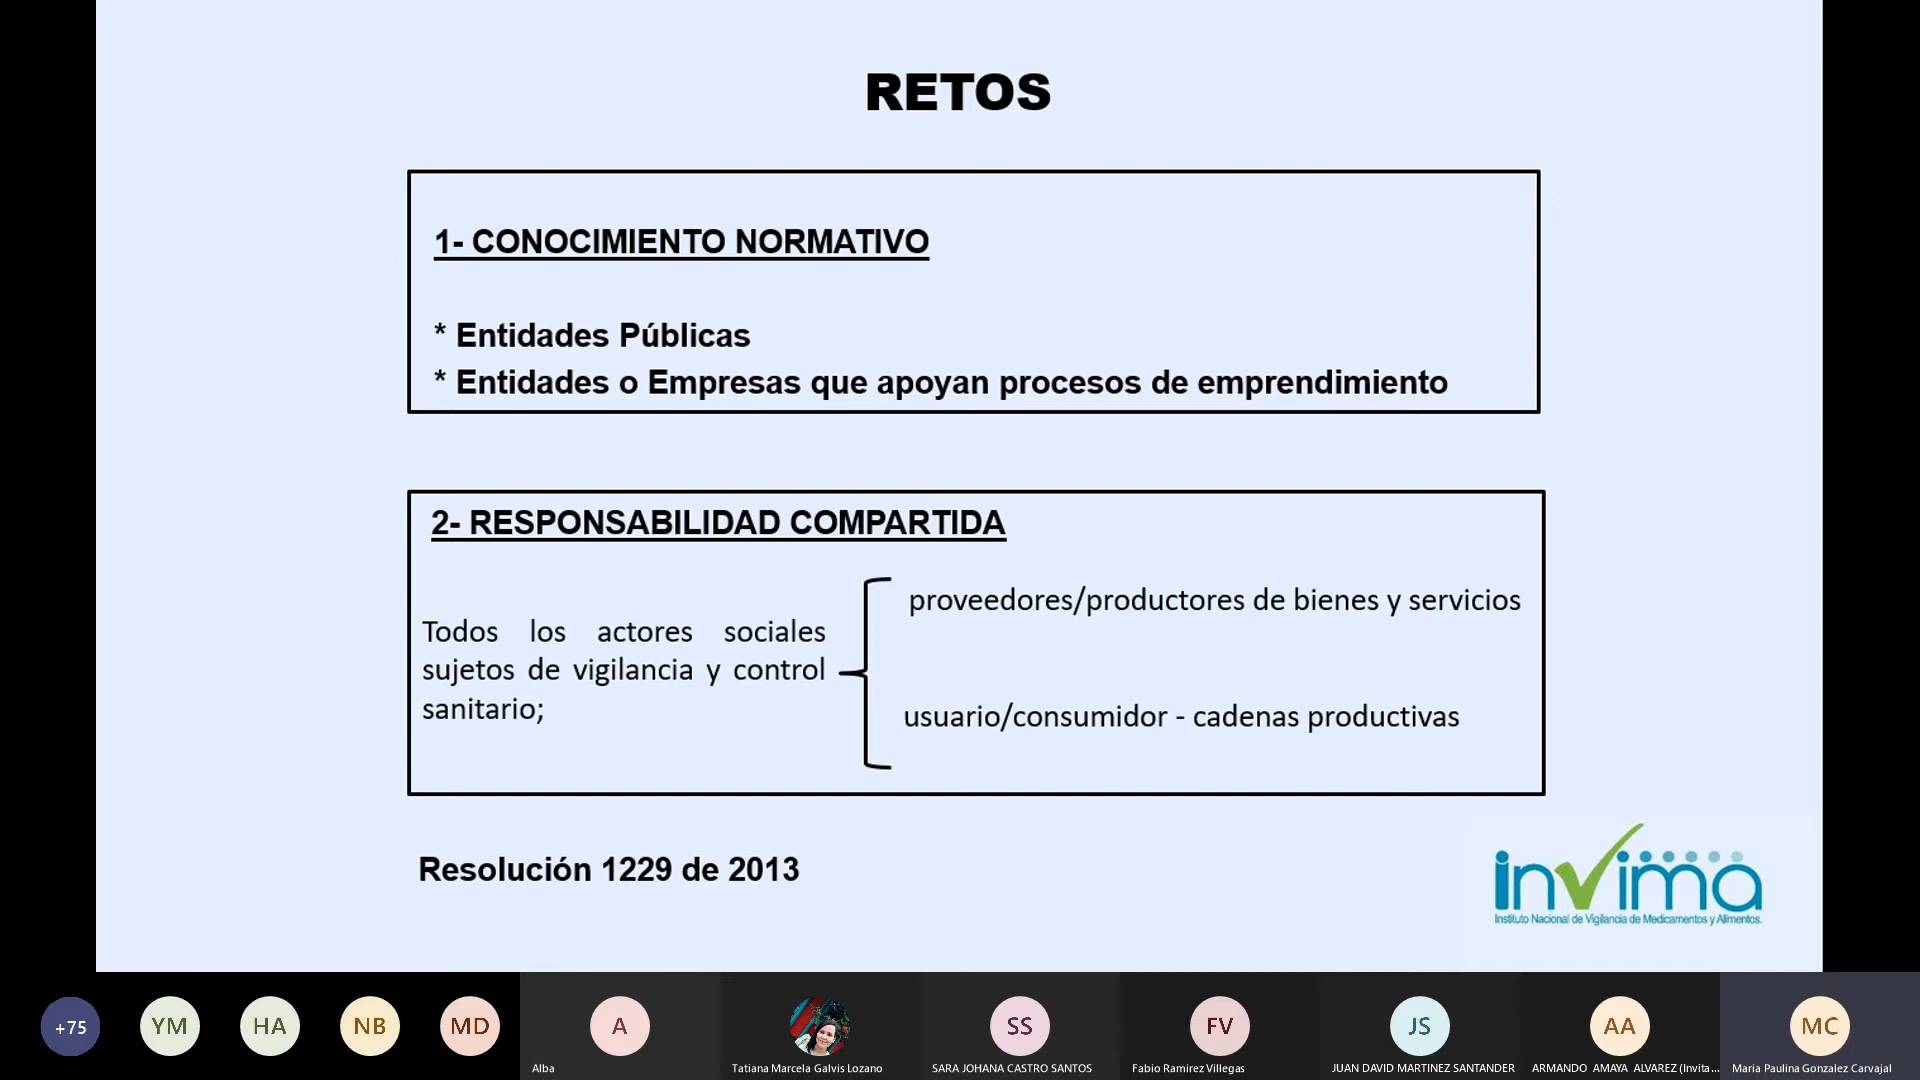 RETOS
1- CONOCIMIENTO NORMATIVO
* Entidades Públicas
* Entidades o Empresas que apoyan procesos de emprendimiento
2- RESPONSABILIDAD COMPARTIDA
Todos los actores sociales
sujetos de vigilancia y control
sanitario;
proveedores/productores de bienes y servicios
usuario/consumidor - cadenas productivas
Resolución 1229 de 2013
invima
Instituto Nacional de Vigilancia de Medicamentos y Alimentos.
+75
YM
HA
NB
MD
A
SS
FV
JS
AA
MC
Alba
Tatiana Marcela Galvis Lozano
SARA JOHANA CASTRO SANTOS
Fabio Ramirez Villegas
JUAN DAVID MARTINEZ SANTANDER
ARMANDO AMAYA ALVAREZ (Invita...
Maria Paulina Gonzalez Carvajal